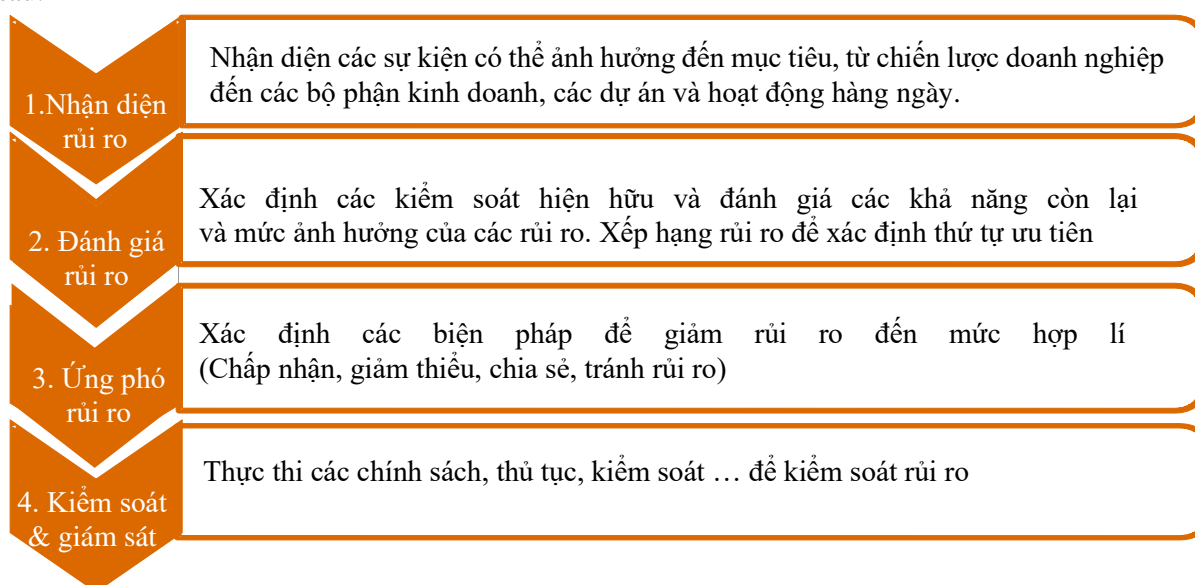 1.Nhận diện
rủi ro
Nhận diện các sự kiện có thể ảnh hưởng đến mục tiêu, từ chiến lược doanh nghiệp
đến các bộ phận kinh doanh, các dự án và hoạt động hàng ngày.
2. Đánh giá
rủi ro
Xác định các kiểm soát hiện hữu và đánh giá các khả năng còn lại
và mức ảnh hưởng của các rủi ro. Xếp hạng rủi ro để xác định thứ tự ưu tiên
3. Ứng phó
rủi ro
Xác định các biện pháp để giảm rủi ro đến mức hợp lí
(Chấp nhận, giảm thiểu, chia sẻ, tránh rủi ro)
4. Kiểm soát
& giám sát
Thực thi các chính sách, thủ tục, kiểm soát … để kiểm soát rủi ro